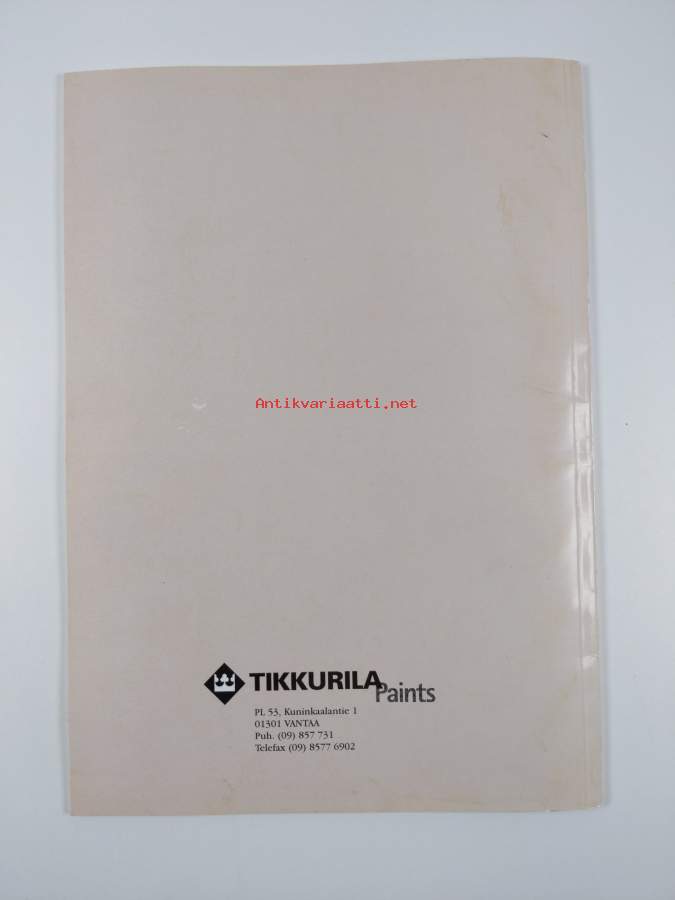 Antikvariaatti.net
TIKKURILA Paints
PL 53, Kuninkaalantie 1
01301 VANTAA
Puh. (09) 857 731
Telefax (09) 8577 6902